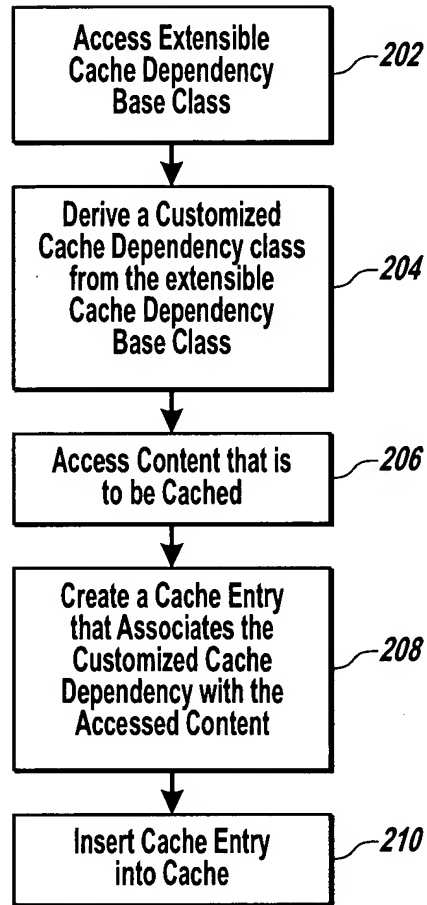 Access Extensible
Cache Dependency
Base Class
202
Derive a Customized
Cache Dependency class
from the extensible
Cache Dependency
Base Class
204
Access Content that is
to be Cached
206
Create a Cache Entry
that Associates the
Customized Cache
Dependency with the
Accessed Content
208
Insert Cache Entry
into Cache
210